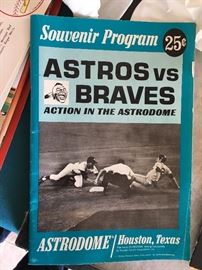 Souvenir Program
25¢
ASTROS vs
BRAVES
ACTION IN THE ASTRODOME
ASTRODOME
Houston, Texas